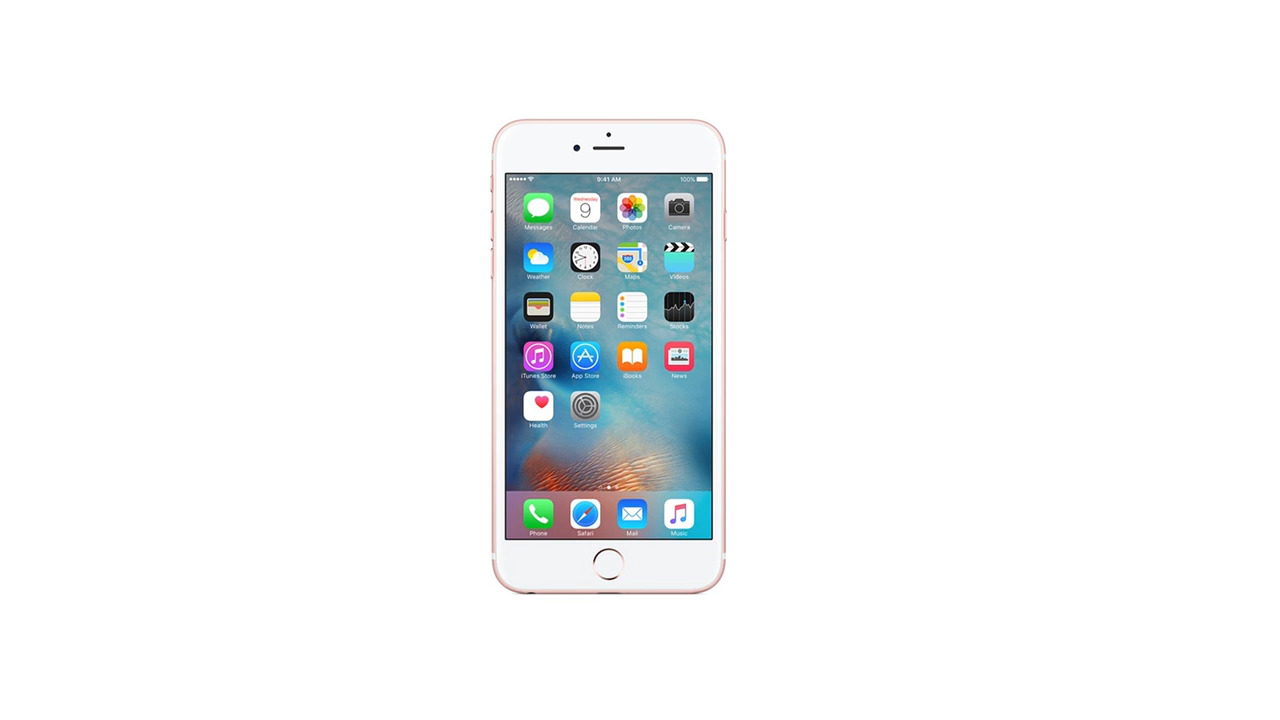 9:41 AM 100%
Wednesday
9
Messages Calendar Photos Camera
280
Weather Clock Maps Videos
Wallet Notes Reminders Stocks
iTunes Store App Store iBooks News
Health Settings
Phone Safari Mail Music